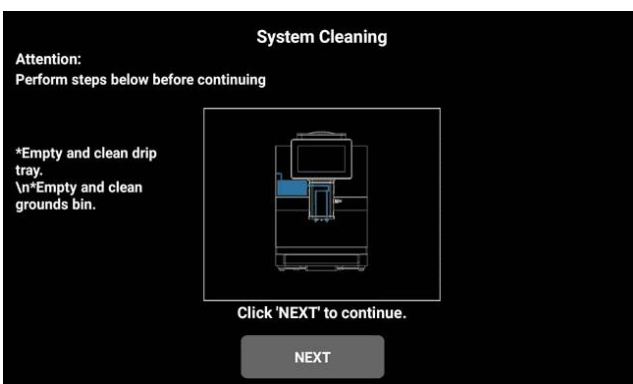 System Cleaning
Attention:
Perform steps below before continuing
*Empty and clean drip
tray.
\n*Empty and clean
grounds bin.
Click 'NEXT' to continue.
NEXT